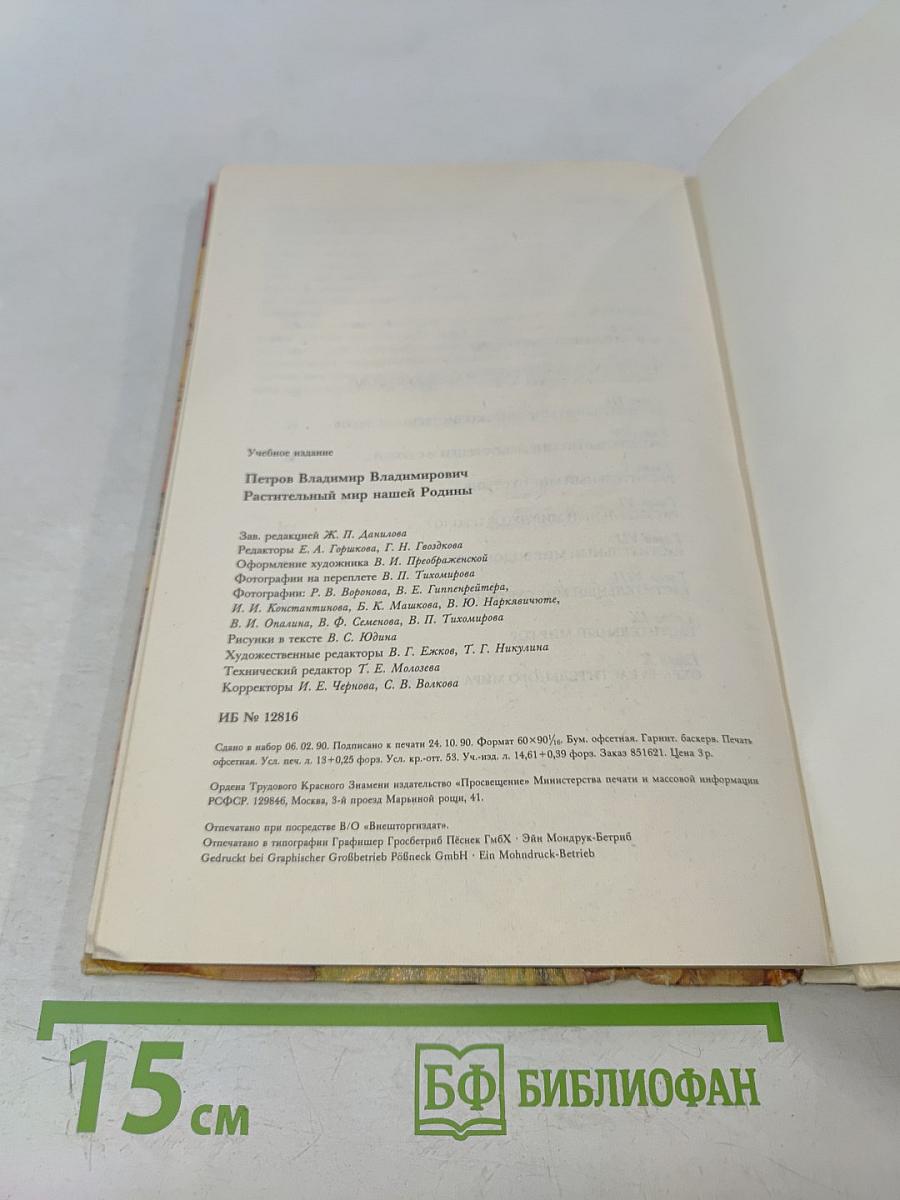 Учебное издание
Петров Владимир Владимирович
Растительный мир нашей Родины
Зав. редакцией Ж. П. Данилова
Редакторы Е. А. Горшкова, Г. Н. Гвоздкова
Оформление художника В. И. Преображенской
Фотографии на переплете В. П. Тихомирова
Фотографии: Р. В. Воронова, В. Е. Гиппенрейтера,
И. И. Константинова, Б. К. Машкова, В. Ю. Наркявичюте,
В. И. Опалина, В. Ф. Семенова, В. П. Тихомирова
Рисунки в тексте В. С. Юдина
Художественные редакторы В. Г. Ежков, Т. Г. Никулина
Технический редактор Т. Е. Молозева
Корректоры И. Е. Чернова, С. В. Волкова
ИБ № 12816
Сдано в набор 06. 02. 90. Подписано к печати 24. 10. 90. Формат 60×90 1/16. Бум. офсетная. Гарнит. баскерв. Печать
офсетная. Усл. печ. л. 13+0,25 форз. Усл. кр.-отт. 53. Уч.-изд. л. 14,61+0,39 форз. Заказ 851621. Цена 3 р.
Ордена Трудового Красного Знамени издательство «Просвещение» Министерства печати и массовой информации
РСФСР. 129846, Москва, 3-й проезд Марьиной рощи, 41.
Отпечатано при посредстве В/О «Внешторгиздат».
Отпечатано в типографии Графишер Гросбетриб Пёснек ГмбХ · Эйн Мондрук-Бетриб
Gedruckt bei Graphischer Großbetrieb Pößneck GmbH · Ein Mohndruck-Betrieb
15 см
БФ БИБЛИОФАН